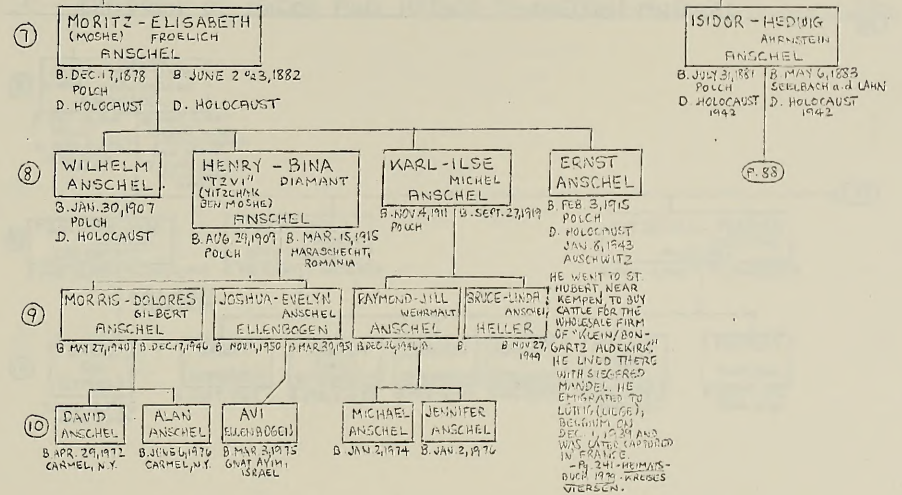 7
MORITZ - ELISABETH
(MOSHE) FROELICH
ANSCHEL
B. DEC. 17, 1878
POLCH
D. HOLOCAUST
B. JUNE 2 or 3, 1882
D. HOLOCAUST
ISIDOR - HEDWIG
AHRNSTEIN
ANSCHEL
B. JULY 31, 1881
POLCH
D. HOLOCAUST
1942
B. MAY 6, 1883
SEELBACH a.d LAHN
D. HOLOCAUST
1942
P. 88
8
WILHELM
ANSCHEL
B. JAN. 30, 1907
POLCH
D. HOLOCAUST
HENRY - BINA
"TZVI" DIAMANT
(YITZCHAK
BEN MOSHE)
ANSCHEL
B. AUG 29, 1909
POLCH
B. MAR. 15, 1915
ROMANIA
KARL - ILSE
MICHEL
ANSCHEL
B. NOV. 4, 1911
POLCH
B. SEPT. 27, 1919
ERNST
ANSCHEL
B. FEB. 3, 1915
POLCH
D. HOLOCAUST
JAN 8, 1943
AUSCHWITZ
HE WENT TO ST
HUBERT, NEAR
KEMPEN, TO BUY
CATTLE FOR THE
WHOLESALE FIRM
OF "KLEIN/BON-
GARTZ ALDEKIRK."
HE LIVED THERE
WITH SIEGFRED
MANDEL. HE
EMIGRATED TO
BELGIUM ON
DEC. 1, 1939 AND
WAS LATER CAPTURED
IN FRANCE.
- Pg. 241 - HEIMATS-
BUCH 1979 - KREISES
VIERSEN.
9
MORRIS - DOLORES
GILBERT
ANSCHEL
B MAY 27, 1940
B. DEC. 17, 1946
JOSHUA - EVELYN
ANSCHEL
ELLENBOGEN
B NOV. 11, 1950
B MAR. 30, 1951
RAYMOND - JILL
WEHRMALT
ANSCHEL
B DEC 26, 1946
B.
BRUCE - LINDA
ANSCHEL
HELLER
B
B NOV 27,
1949
10
DAVID
ANSCHEL
B APR. 29, 1972
CARMEL, N.Y.
ALAN
ANSCHEL
B JUNE 6, 1976
CARMEL, N.Y.
AVI
ELLENBOGEN
B MAR 3, 1975
ISRAEL
MICHAEL
ANSCHEL
B JAN 2, 1974
JENNIFER
ANSCHEL
B. JAN. 2, 1976